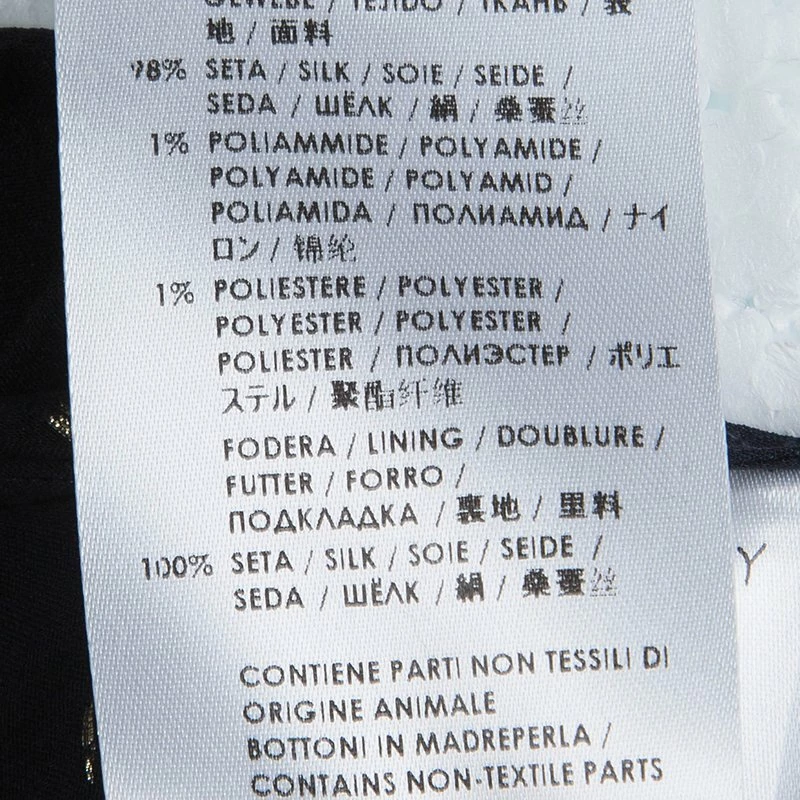 GEWEBE / TEJIDO / ТКАНЬ / 表
地 / 面料
98% SETA / SILK / SOIE / SEIDE /
SEDA / ШЁЛК / 絹 / 桑蚕丝
1% POLIAMMIDE / POLYAMIDE /
POLYAMIDE / POLYAMID /
POLIAMIDA / ПОЛИАМИД / ナイ
ロン / 锦纶
1% POLIESTERE / POLYESTER /
POLYESTER / POLYESTER /
POLIESTER / ПОЛИЭСТЕР / ポリエ
ステル / 聚酯纤维
FODERA / LINING / DOUBLURE /
FUTTER / FORRO /
ПОДКЛАДКА / 裏地 / 里料
100% SETA / SILK / SOIE / SEIDE /
SEDA / ШЁЛК / 絹 / 桑蚕丝
CONTIENE PARTI NON TESSILI DI
ORIGINE ANIMALE
BOTTONI IN MADREPERLA /
CONTAINS NON-TEXTILE PARTS
Y